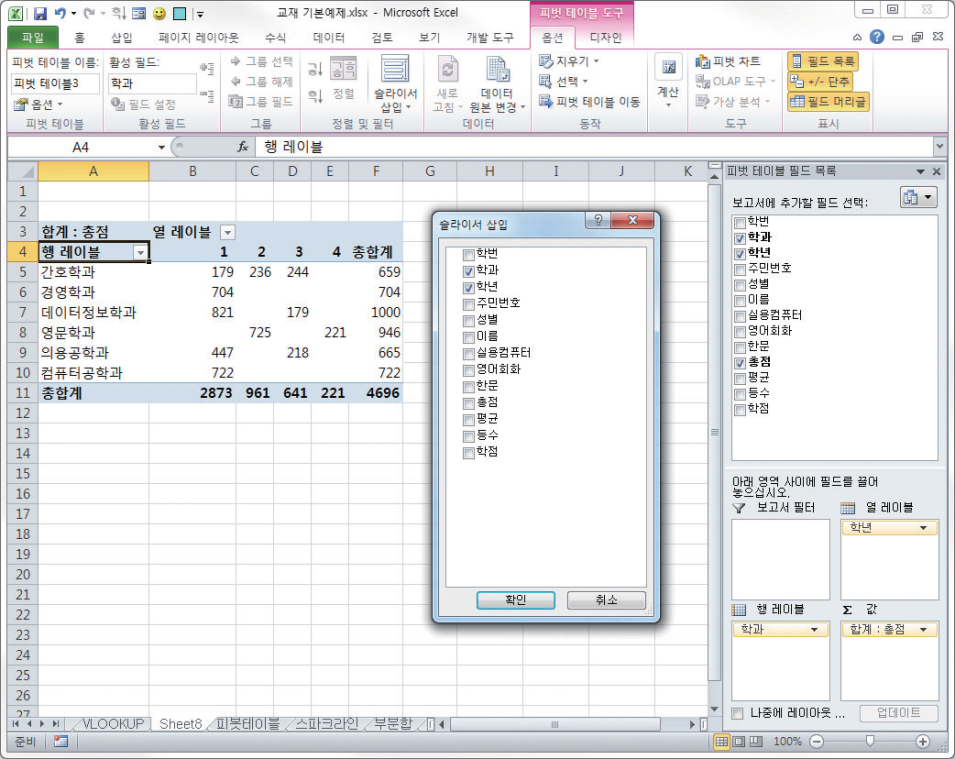 교재 기본예제.xlsx - Microsoft Excel
피벗 테이블 도구
파일 홈 삽입 페이지 레이아웃 수식 데이터 검토 보기 개발 도구 옵션 디자인
피벗 테이블 이름:
피벗 테이블3
옵션
피벗 테이블
활성 필드:
학과
필드 설정
활성 필드
그룹 선택
그룹 해제
그룹 필드
그룹
정렬
슬라이서
삽입
정렬 및 필터
새로
고침
데이터
원본 변경
데이터
지우기
선택
피벗 테이블 이동
동작
계산
피벗 차트
OLAP 도구
가상 분석
도구
필드 목록
+/- 단추
필드 머리글
표시
A4 fx 행 레이블
A B C D E F G H I J K
1
2
3 합계 : 총점 열 레이블
4 행 레이블 1 2 3 4 총합계
5 간호학과 179 236 244 659
6 경영학과 704 704
7 데이터정보학과 821 179 1000
8 영문학과 725 221 946
9 의용공학과 447 218 665
10 컴퓨터공학과 722 722
11 총합계 2873 961 641 221 4696
12
13
14
15
16
17
18
19
20
21
22
23
24
25
26
27
슬라이서 삽입
학번
학과
학년
주민번호
성별
이름
실용컴퓨터
영어회화
한문
총점
평균
등수
학점
확인 취소
피벗 테이블 필드 목록
보고서에 추가할 필드 선택:
학번
학과
학년
주민번호
성별
이름
실용컴퓨터
영어회화
한문
총점
평균
등수
학점
아래 영역 사이에 필드를 끌어
놓으십시오.
보고서 필터 열 레이블
학년
행 레이블 Σ 값
학과 합계 : 총점
나중에 레이아웃 ... 업데이트
VLOOKUP Sheet8 피봇테이블 스파크라인 부분합
준비 100%